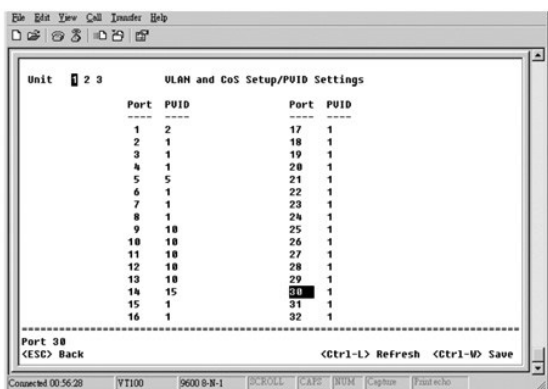 File Edit View Call Transfer Help
Unit 1 2 3 VLAN and CoS Setup/PVID Settings
Port PVID Port PVID
---- ---- ---- ----
1 2 17 1
2 1 18 1
3 1 19 1
4 1 20 1
5 5 21 1
6 1 22 1
7 1 23 1
8 1 24 1
9 10 25 1
10 10 26 1
11 10 27 1
12 10 28 1
13 10 29 1
14 15 30 1
15 1 31 1
16 1 32 1
Port 30
<ESC> Back <Ctrl-L> Refresh <Ctrl-W> Save
Connected 00:56:28 VT100 9600 8-N-1 SCROLL CAPS NUM Capture Print echo